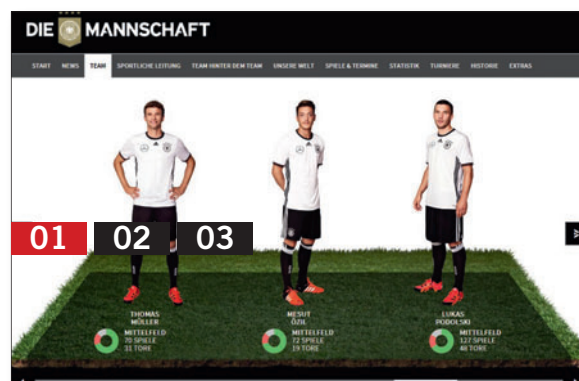 DIE MANNSCHAFT
START NEWS TEAM SPORTLICHE LEITUNG TEAM HINTER DEM TEAM UNSERE WELT SPIELE & TERMINE STATISTIK TURNIERE HISTORIE EXTRAS
01 02 03
THOMAS
MÜLLER
MITTELFELD
70 SPIELE
31 TORE
MESUT
ÖZIL
MITTELFELD
72 SPIELE
19 TORE
LUKAS
PODOLSKI
MITTELFELD
127 SPIELE
48 TORE